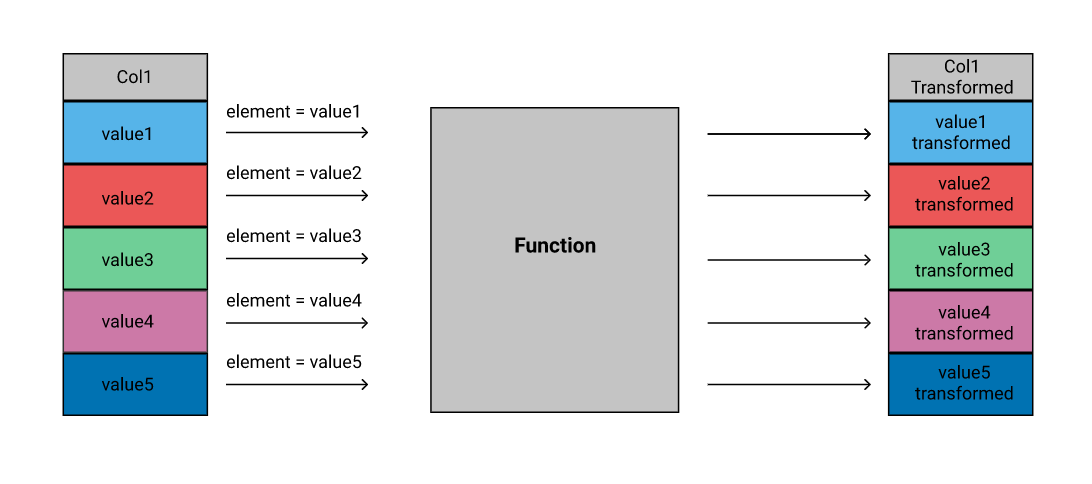 Col1
value1
value2
value3
value4
value5
element = value1
element = value2
element = value3
element = value4
element = value5
Function
Col1
Transformed
value1
transformed
value2
transformed
value3
transformed
value4
transformed
value5
transformed